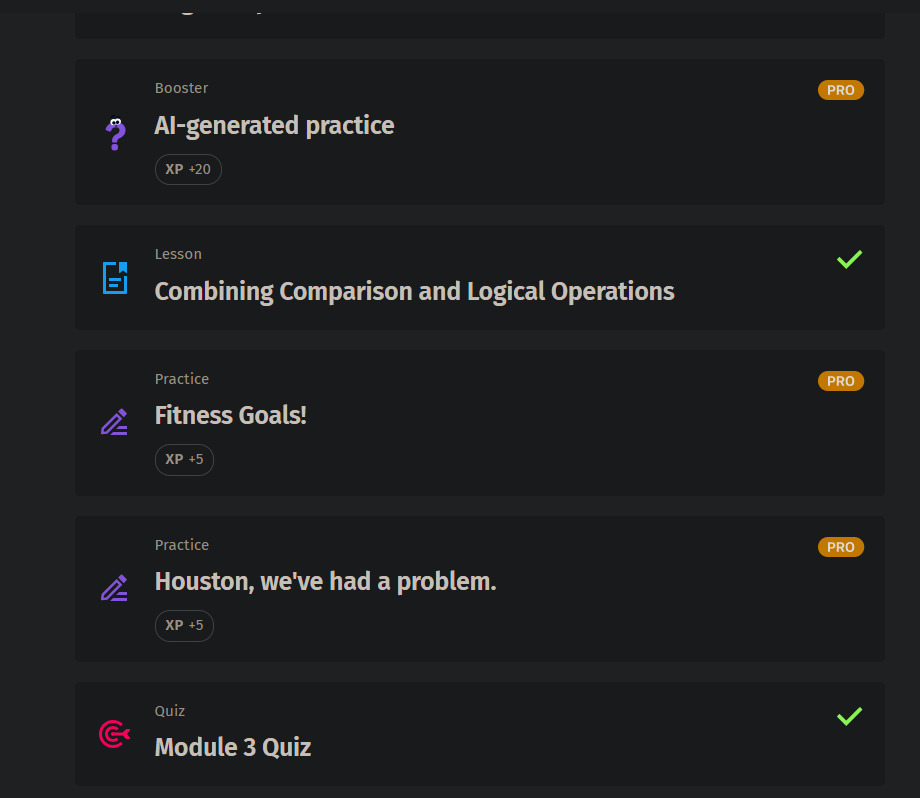 Booster
PRO
AI-generated practice
XP +20
Lesson
Combining Comparison and Logical Operations
Practice
PRO
Fitness Goals!
XP +5
Practice
PRO
Houston, we've had a problem.
XP +5
Quiz
Module 3 Quiz